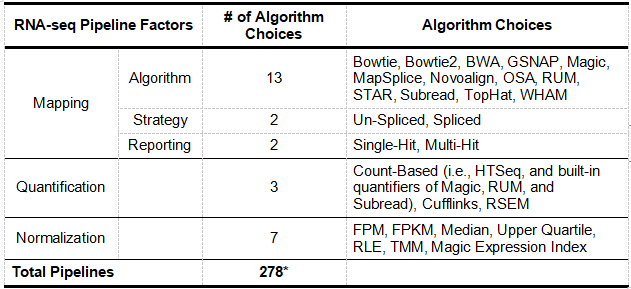 RNA-seq Pipeline Factors
# of Algorithm
Choices
Algorithm Choices
Mapping
Algorithm
13
Bowtie, Bowtie2, BWA, GSNAP, Magic,
MapSplice, Novoalign, OSA, RUM,
STAR, Subread, TopHat, WHAM
Strategy
2
Un-Spliced, Spliced
Reporting
2
Single-Hit, Multi-Hit
Quantification
3
Count-Based (i.e., HTSeq, and built-in
quantifiers of Magic, RUM, and
Subread), Cufflinks, RSEM
Normalization
7
FPM, FPKM, Median, Upper Quartile,
RLE, TMM, Magic Expression Index
Total Pipelines
278*